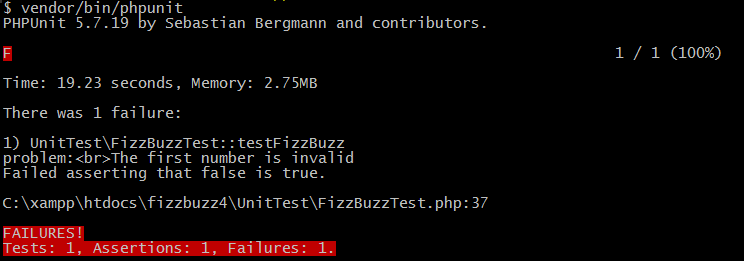 $ vendor/bin/phpunit
PHPUnit 5.7.19 by Sebastian Bergmann and contributors.
F 1 / 1 (100%)
Time: 19.23 seconds, Memory: 2.75MB
There was 1 failure:
1) UnitTest\FizzBuzzTest::testFizzBuzz
problem:<br>The first number is invalid
Failed asserting that false is true.
C:\xampp\htdocs\fizzbuzz4\UnitTest\FizzBuzzTest.php:37
FAILURES!
Tests: 1, Assertions: 1, Failures: 1.